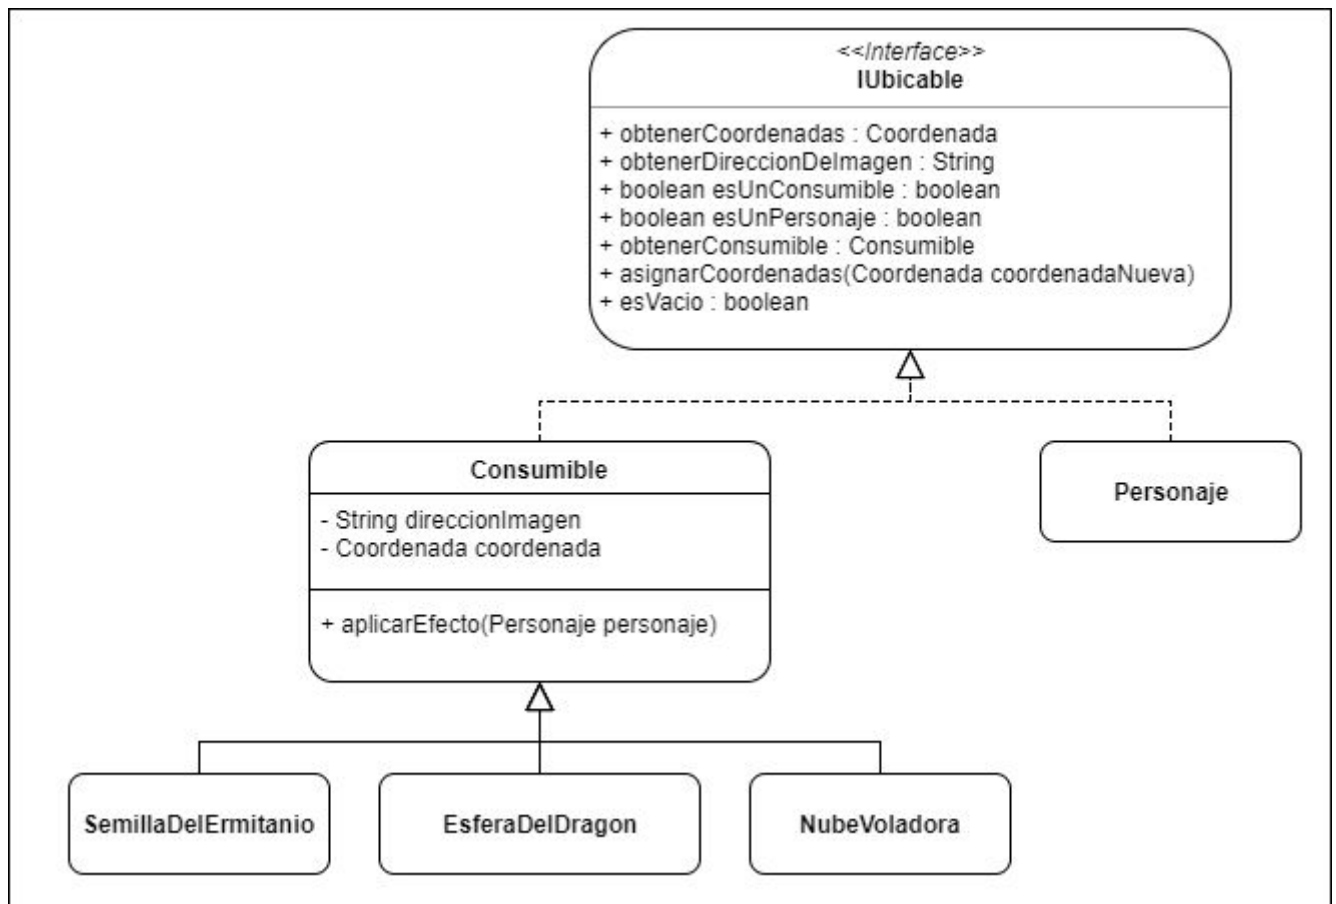 <<Interface>>
IUbicable
+ obtenerCoordenadas : Coordenada
+ obtenerDireccionDeImagen : String
+ boolean esUnConsumible : boolean
+ boolean esUnPersonaje : boolean
+ obtenerConsumible : Consumible
+ asignarCoordenadas(Coordenada coordenadaNueva)
+ esVacio : boolean
Consumible
- String direccionImagen
- Coordenada coordenada
+ aplicarEfecto(Personaje personaje)
Personaje
SemillaDelErmitanio
EsferaDelDragon
NubeVoladora